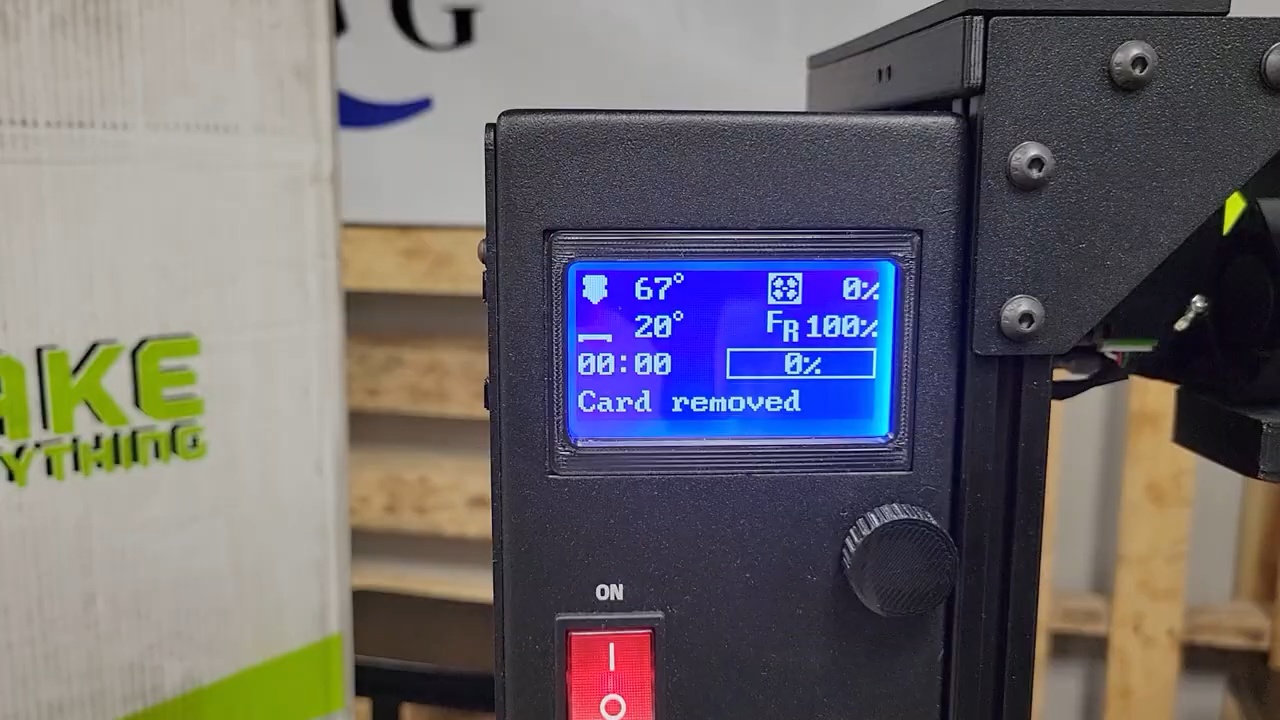 G
AKE
YTHING
67° 0%
20° FR 100%
00:00 0%
Card removed
ON